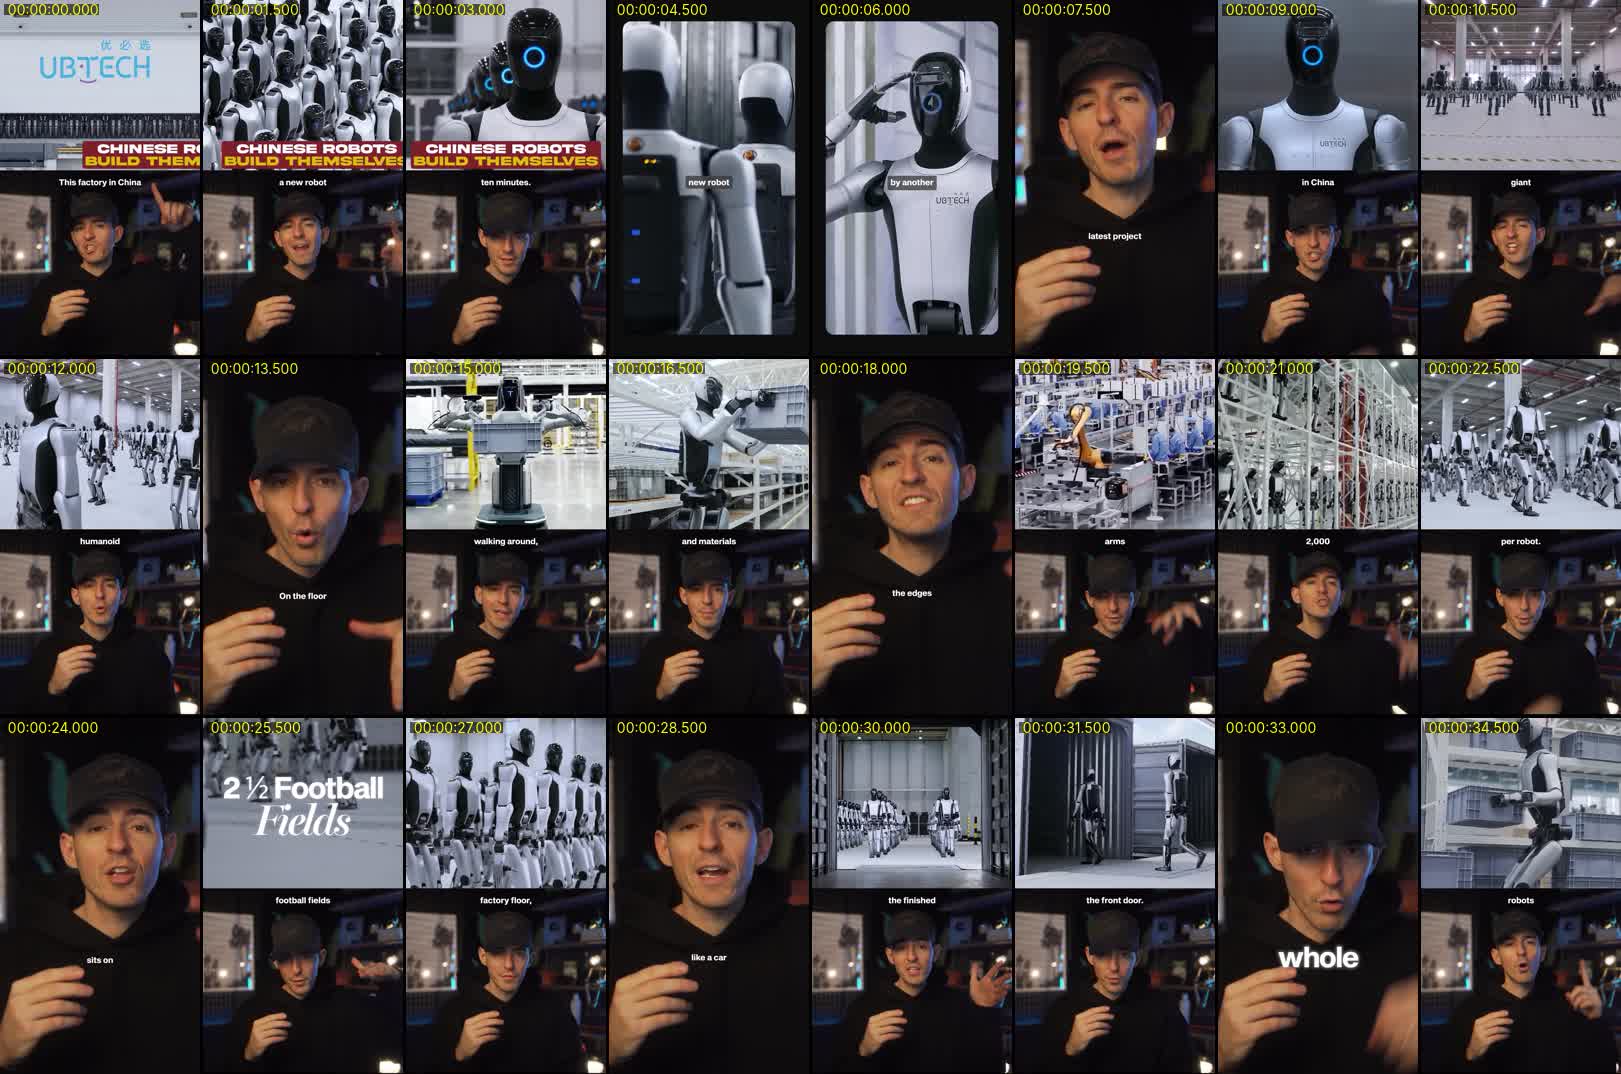 00:00:00.000
优必选
UBTECH
CHINESE RO
BUILD THEM
This factory in China
00:00:01.500
CHINESE ROBOTS
BUILD THEMSELVES
a new robot
00:00:03.000
CHINESE ROBOTS
BUILD THEMSELVES
ten minutes.
00:00:04.500
new robot
00:00:06.000
by another
UBTECH
00:00:07.500
latest project
00:00:09.000
UBTECH
in China
00:00:10.500
giant
00:00:12.000
humanoid
00:00:13.500
On the floor
00:00:15.000
walking around,
00:00:16.500
and materials
00:00:18.000
the edges
00:00:19.500
arms
00:00:21.000
2,000
00:00:22.500
per robot.
00:00:24.000
sits on
00:00:25.500
2 ½ Football
Fields
football fields
00:00:27.000
factory floor,
00:00:28.500
like a car
00:00:30.000
the finished
00:00:31.500
the front door.
00:00:33.000
whole
00:00:34.500
robots